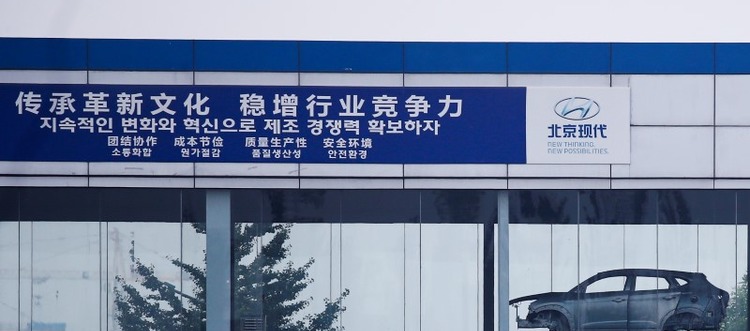 传承革新文化 稳增行业竞争力
지속적인 변화와 혁신으로 제조 경쟁력 확보하자
团结协作 成本节俭 质量生产性 安全环境
소통화합 원가절감 품질생산성 안전환경
北京现代
NEW THINKING.
NEW POSSIBILITIES.